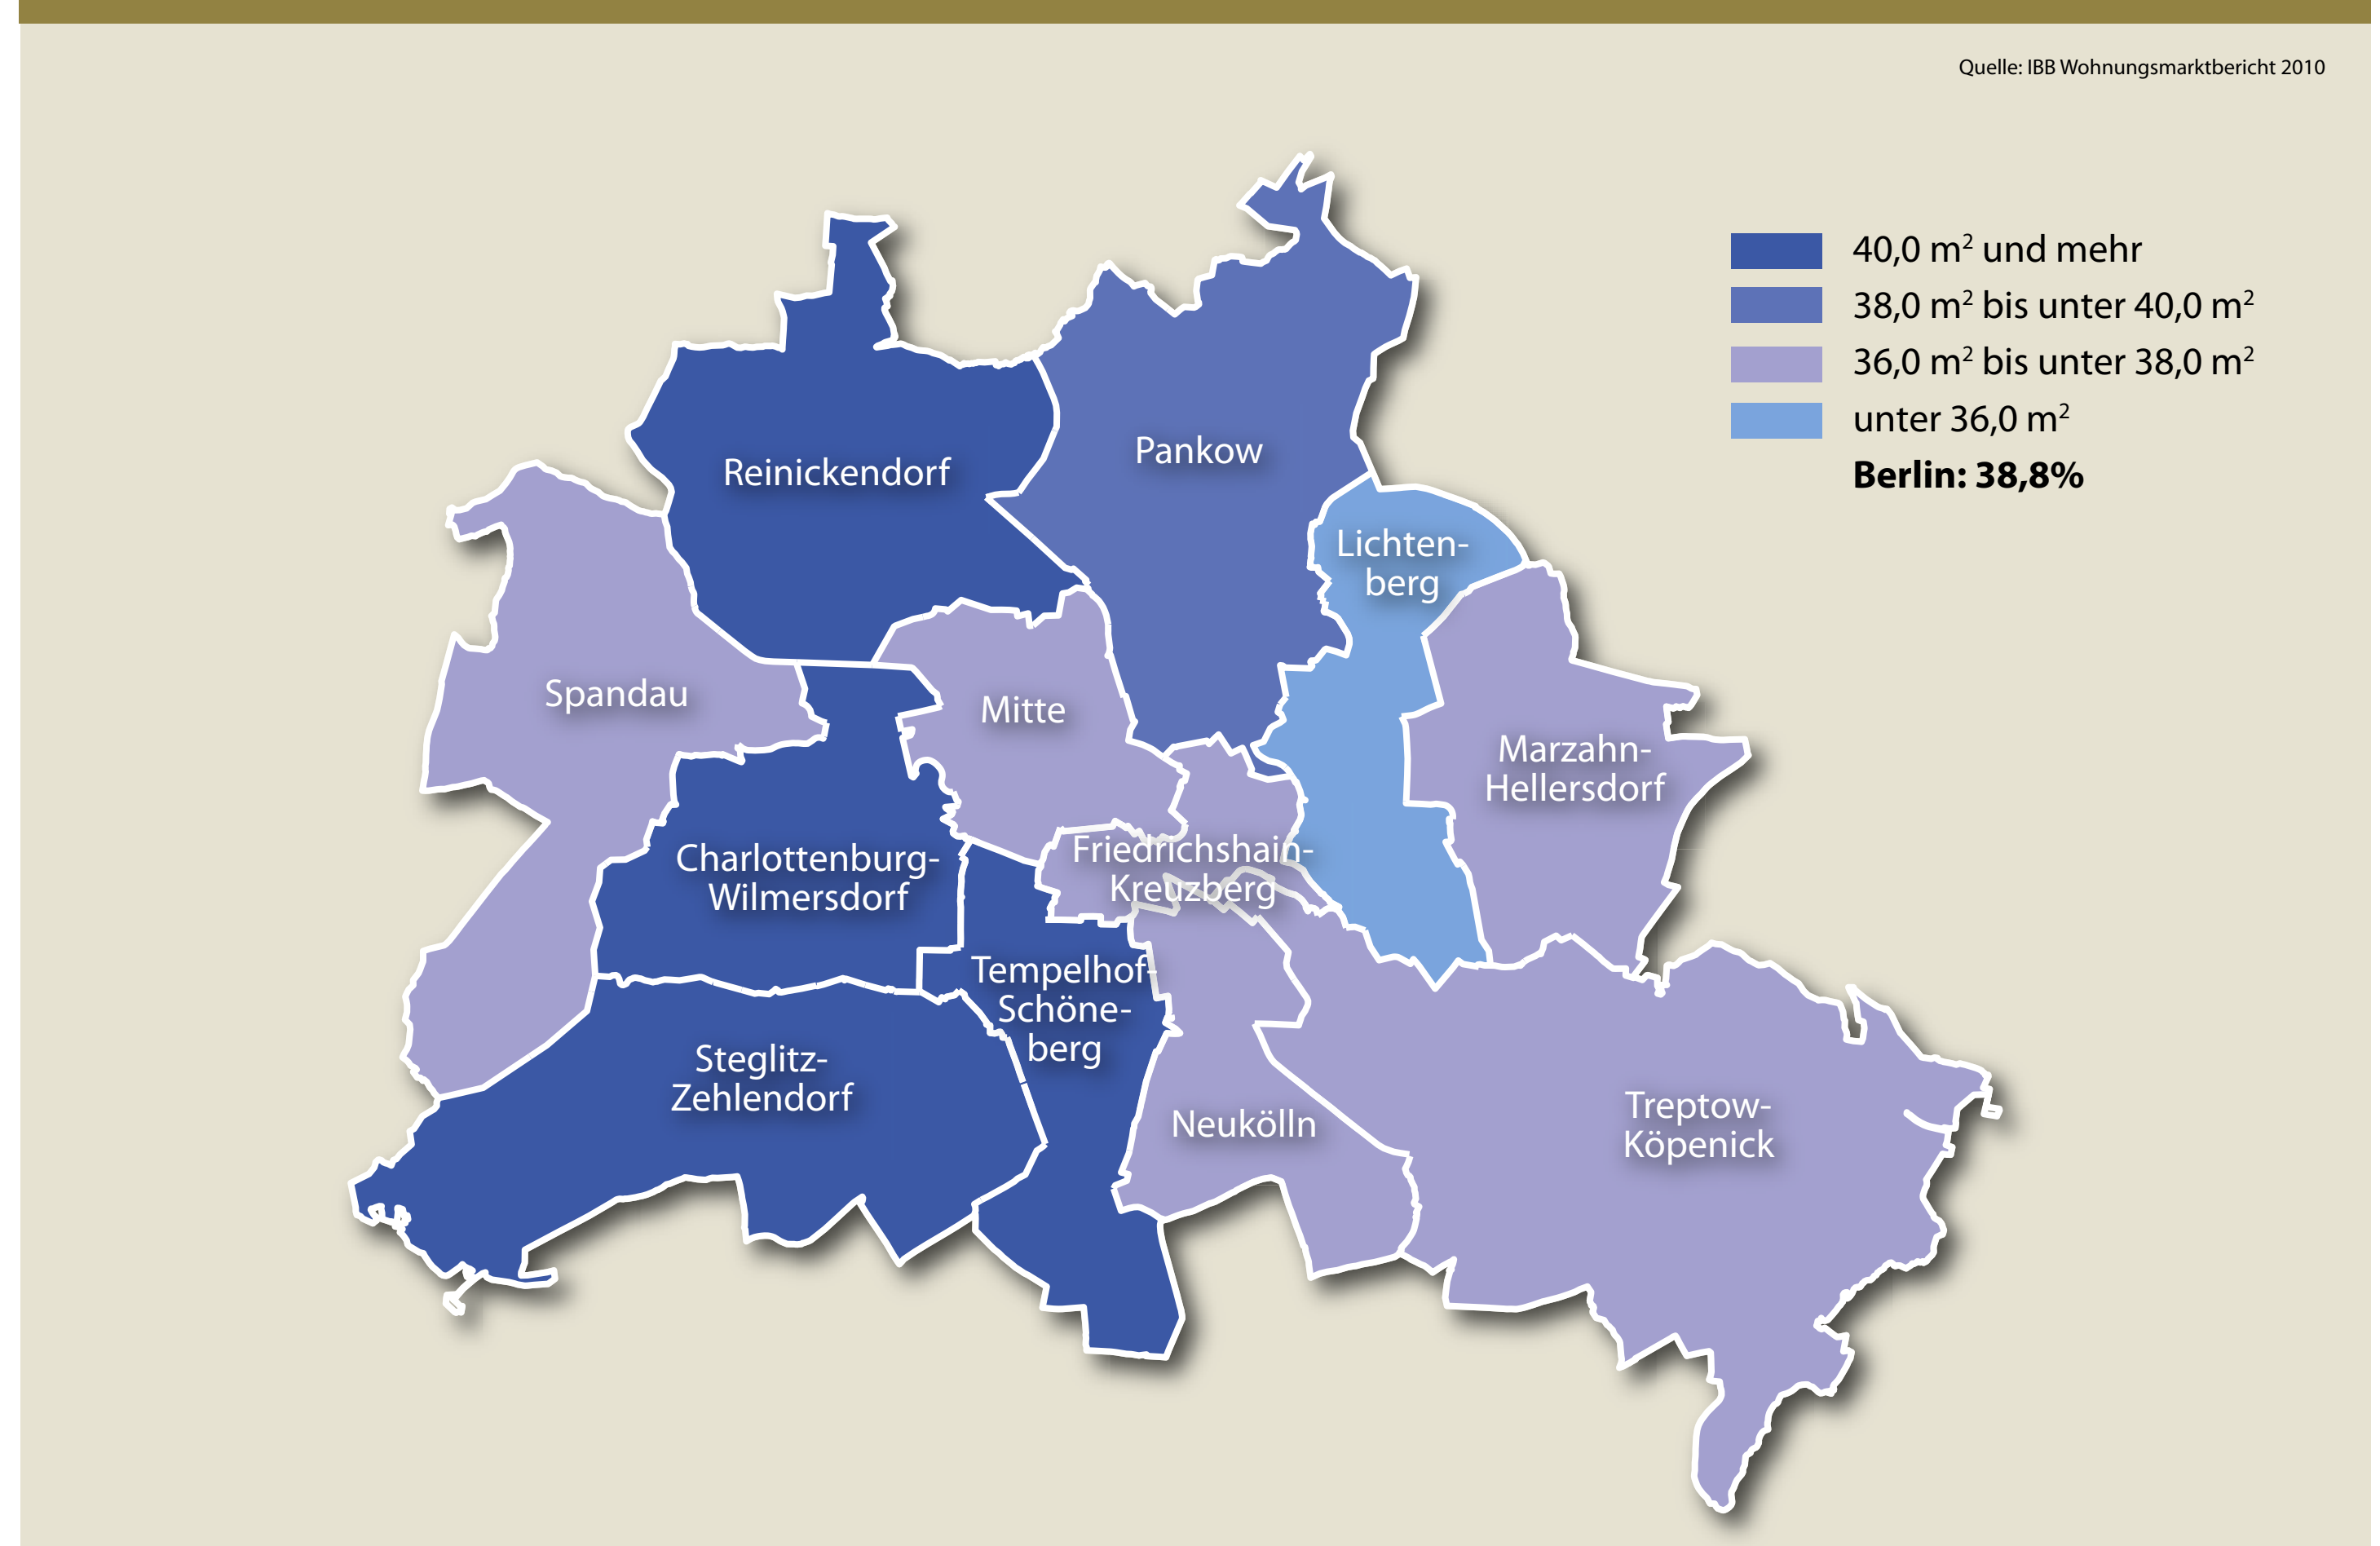 Quelle: IBB Wohnungsmarktbericht 2010
40,0 m² und mehr
38,0 m² bis unter 40,0 m²
36,0 m² bis unter 38,0 m²
unter 36,0 m²
Berlin: 38,8%
Reinickendorf
Pankow
Lichten-
berg
Spandau
Mitte
Marzahn-
Hellersdorf
Charlottenburg-
Wilmersdorf
Friedrichshain-
Kreuzberg
Tempelhof-
Schöne-
berg
Steglitz-
Zehlendorf
Neukölln
Treptow-
Köpenick